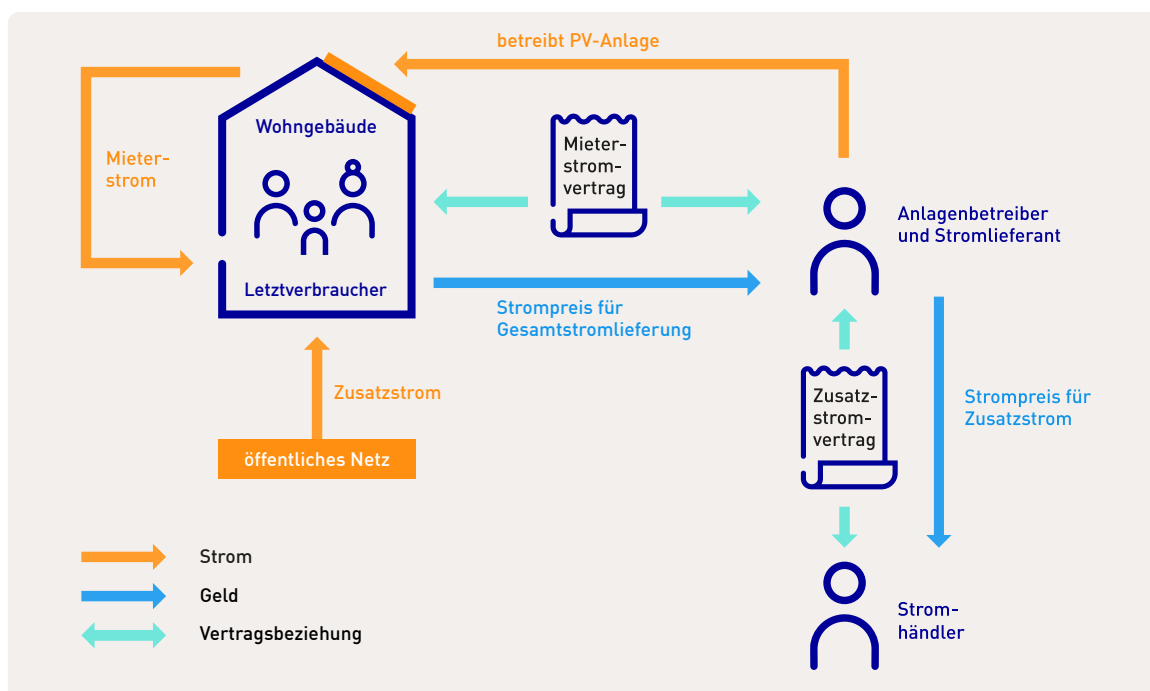 betreibt PV-Anlage
Wohngebäude
Mieter-
strom
Mieter-
strom-
vertrag
Anlagenbetreiber
und Stromlieferant
Letztverbraucher
Strompreis für
Gesamtstromlieferung
Zusatzstrom
Zusatz-
strom-
vertrag
Strompreis für
Zusatzstrom
öffentliches Netz
Strom
Geld
Vertragsbeziehung
Strom-
händler